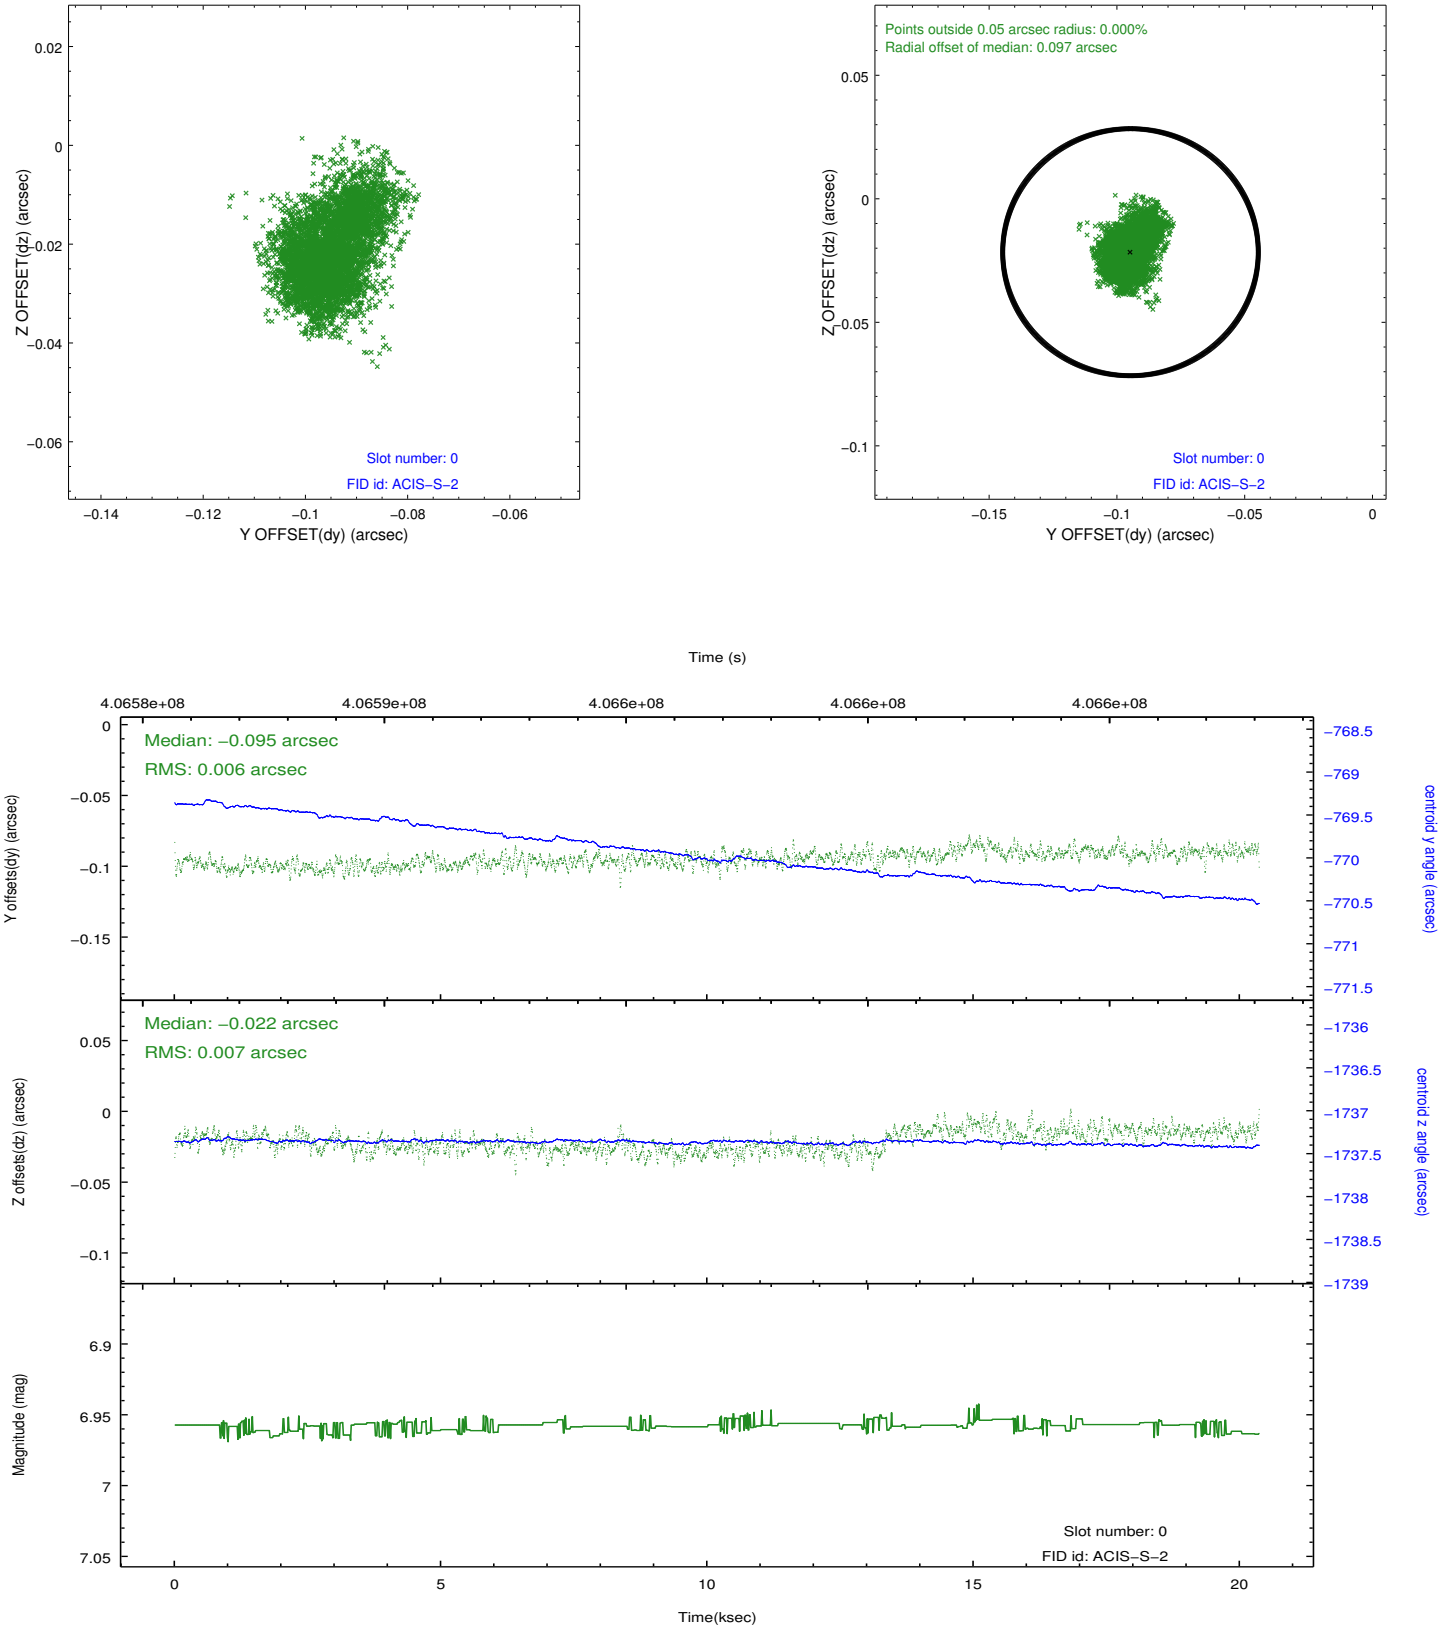 0.02
0
−0.02
−0.04
−0.06
Z OFFSET(dz) (arcsec)
Slot number: 0
FID id: ACIS−S−2
−0.14
−0.12
−0.1
−0.08
−0.06
Y OFFSET(dy) (arcsec)
Points outside 0.05 arcsec radius: 0.000%
Radial offset of median: 0.097 arcsec
0.05
0
−0.05
−0.1
Z OFFSET(dz) (arcsec)
Slot number: 0
FID id: ACIS−S−2
−0.15
−0.1
−0.05
0
Y OFFSET(dy) (arcsec)
Time (s)
4.0658e+08
4.0659e+08
4.066e+08
4.066e+08
4.066e+08
Median: −0.095 arcsec
RMS: 0.006 arcsec
0
−0.05
−0.1
−0.15
Y offsets(dy) (arcsec)
−768.5
−769
−769.5
−770
−770.5
−771
−771.5
centroid y angle (arcsec)
Median: −0.022 arcsec
RMS: 0.007 arcsec
0.05
0
−0.05
−0.1
Z offsets(dz) (arcsec)
−1736
−1736.5
−1737
−1737.5
−1738
−1738.5
−1739
centroid z angle (arcsec)
6.9
6.95
7
7.05
Magnitude (mag)
Slot number: 0
FID id: ACIS−S−2
0
5
10
15
20
Time(ksec)